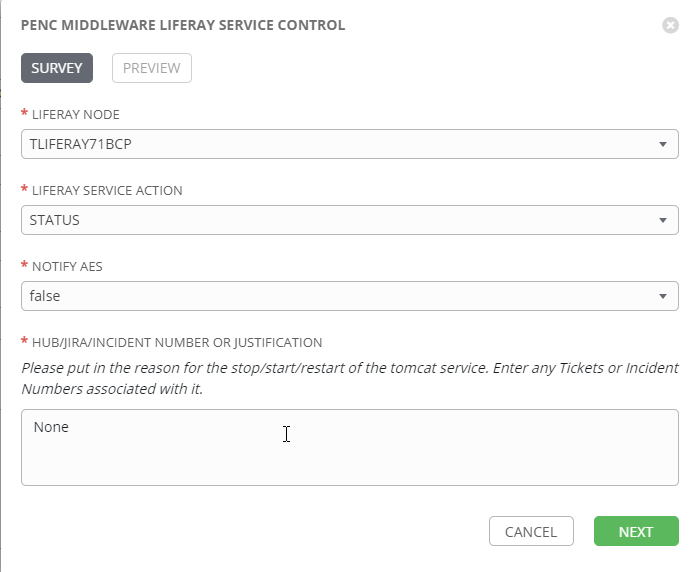 PENC MIDDLEWARE LIFERAY SERVICE CONTROL
SURVEY PREVIEW
* LIFERAY NODE
TLIFERAY71BCP
* LIFERAY SERVICE ACTION
STATUS
* NOTIFY AES
false
* HUB/JIRA/INCIDENT NUMBER OR JUSTIFICATION
Please put in the reason for the stop/start/restart of the tomcat service. Enter any Tickets or Incident
Numbers associated with it.
None
CANCEL NEXT